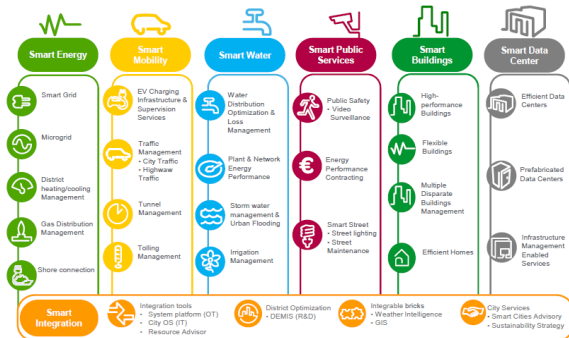 Smart Energy
Smart
Mobility
Smart Water
Smart Public
Services
Smart
Buildings
Smart Data
Center
Smart Grid
Microgrid
District
heating/cooling
Management
Gas Distribution
Management
Shore connection
EV Charging
Infrastructure &
Supervision
Services
Traffic
Management
• City Traffic
• Highwaw
Traffic
Tunnel
Management
Tolling
Management
Water
Distribution
Optimization &
Loss
Management
Plant & Network
Energy
Performance
Storm water
management &
Urban Flooding
Irrigation
Management
Public Safety
• Video
Surveillance
€
Energy
Performance
Contracting
Smart Street
• Street lighting
• Street
Maintenance
High-
performance
Buildings
Flexible
Buildings
Multiple
Disparate
Buildings
Management
Efficient Homes
Efficient Data
Centers
Prefabricated
Data Centers
Infrastructure
Management
Enabled
Services
Smart
Integration
Integration tools
• System platform (OT)
• City OS (IT)
• Resource Advisor
District Optimization
• DEMIS (R&D)
Integrable bricks
• Weather Intelligence
• GIS
City Services
• Smart Cities Advisory
• Sustainability Strategy